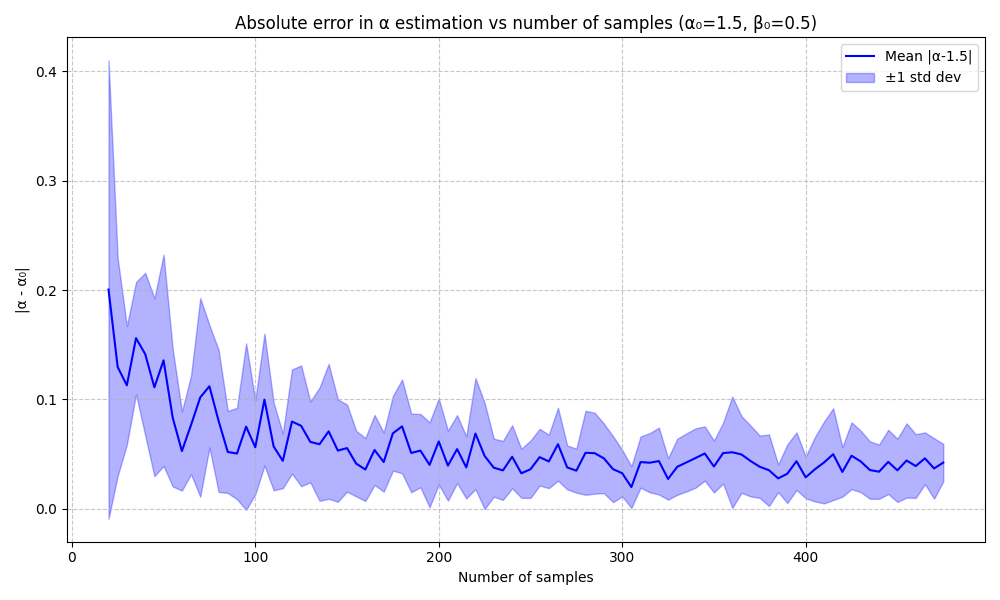 Absolute error in α estimation vs number of samples (α₀=1.5, β₀=0.5)
Mean |α-1.5|
±1 std dev
|α - α₀|
0.4
0.3
0.2
0.1
0.0
0 100 200 300 400
Number of samples